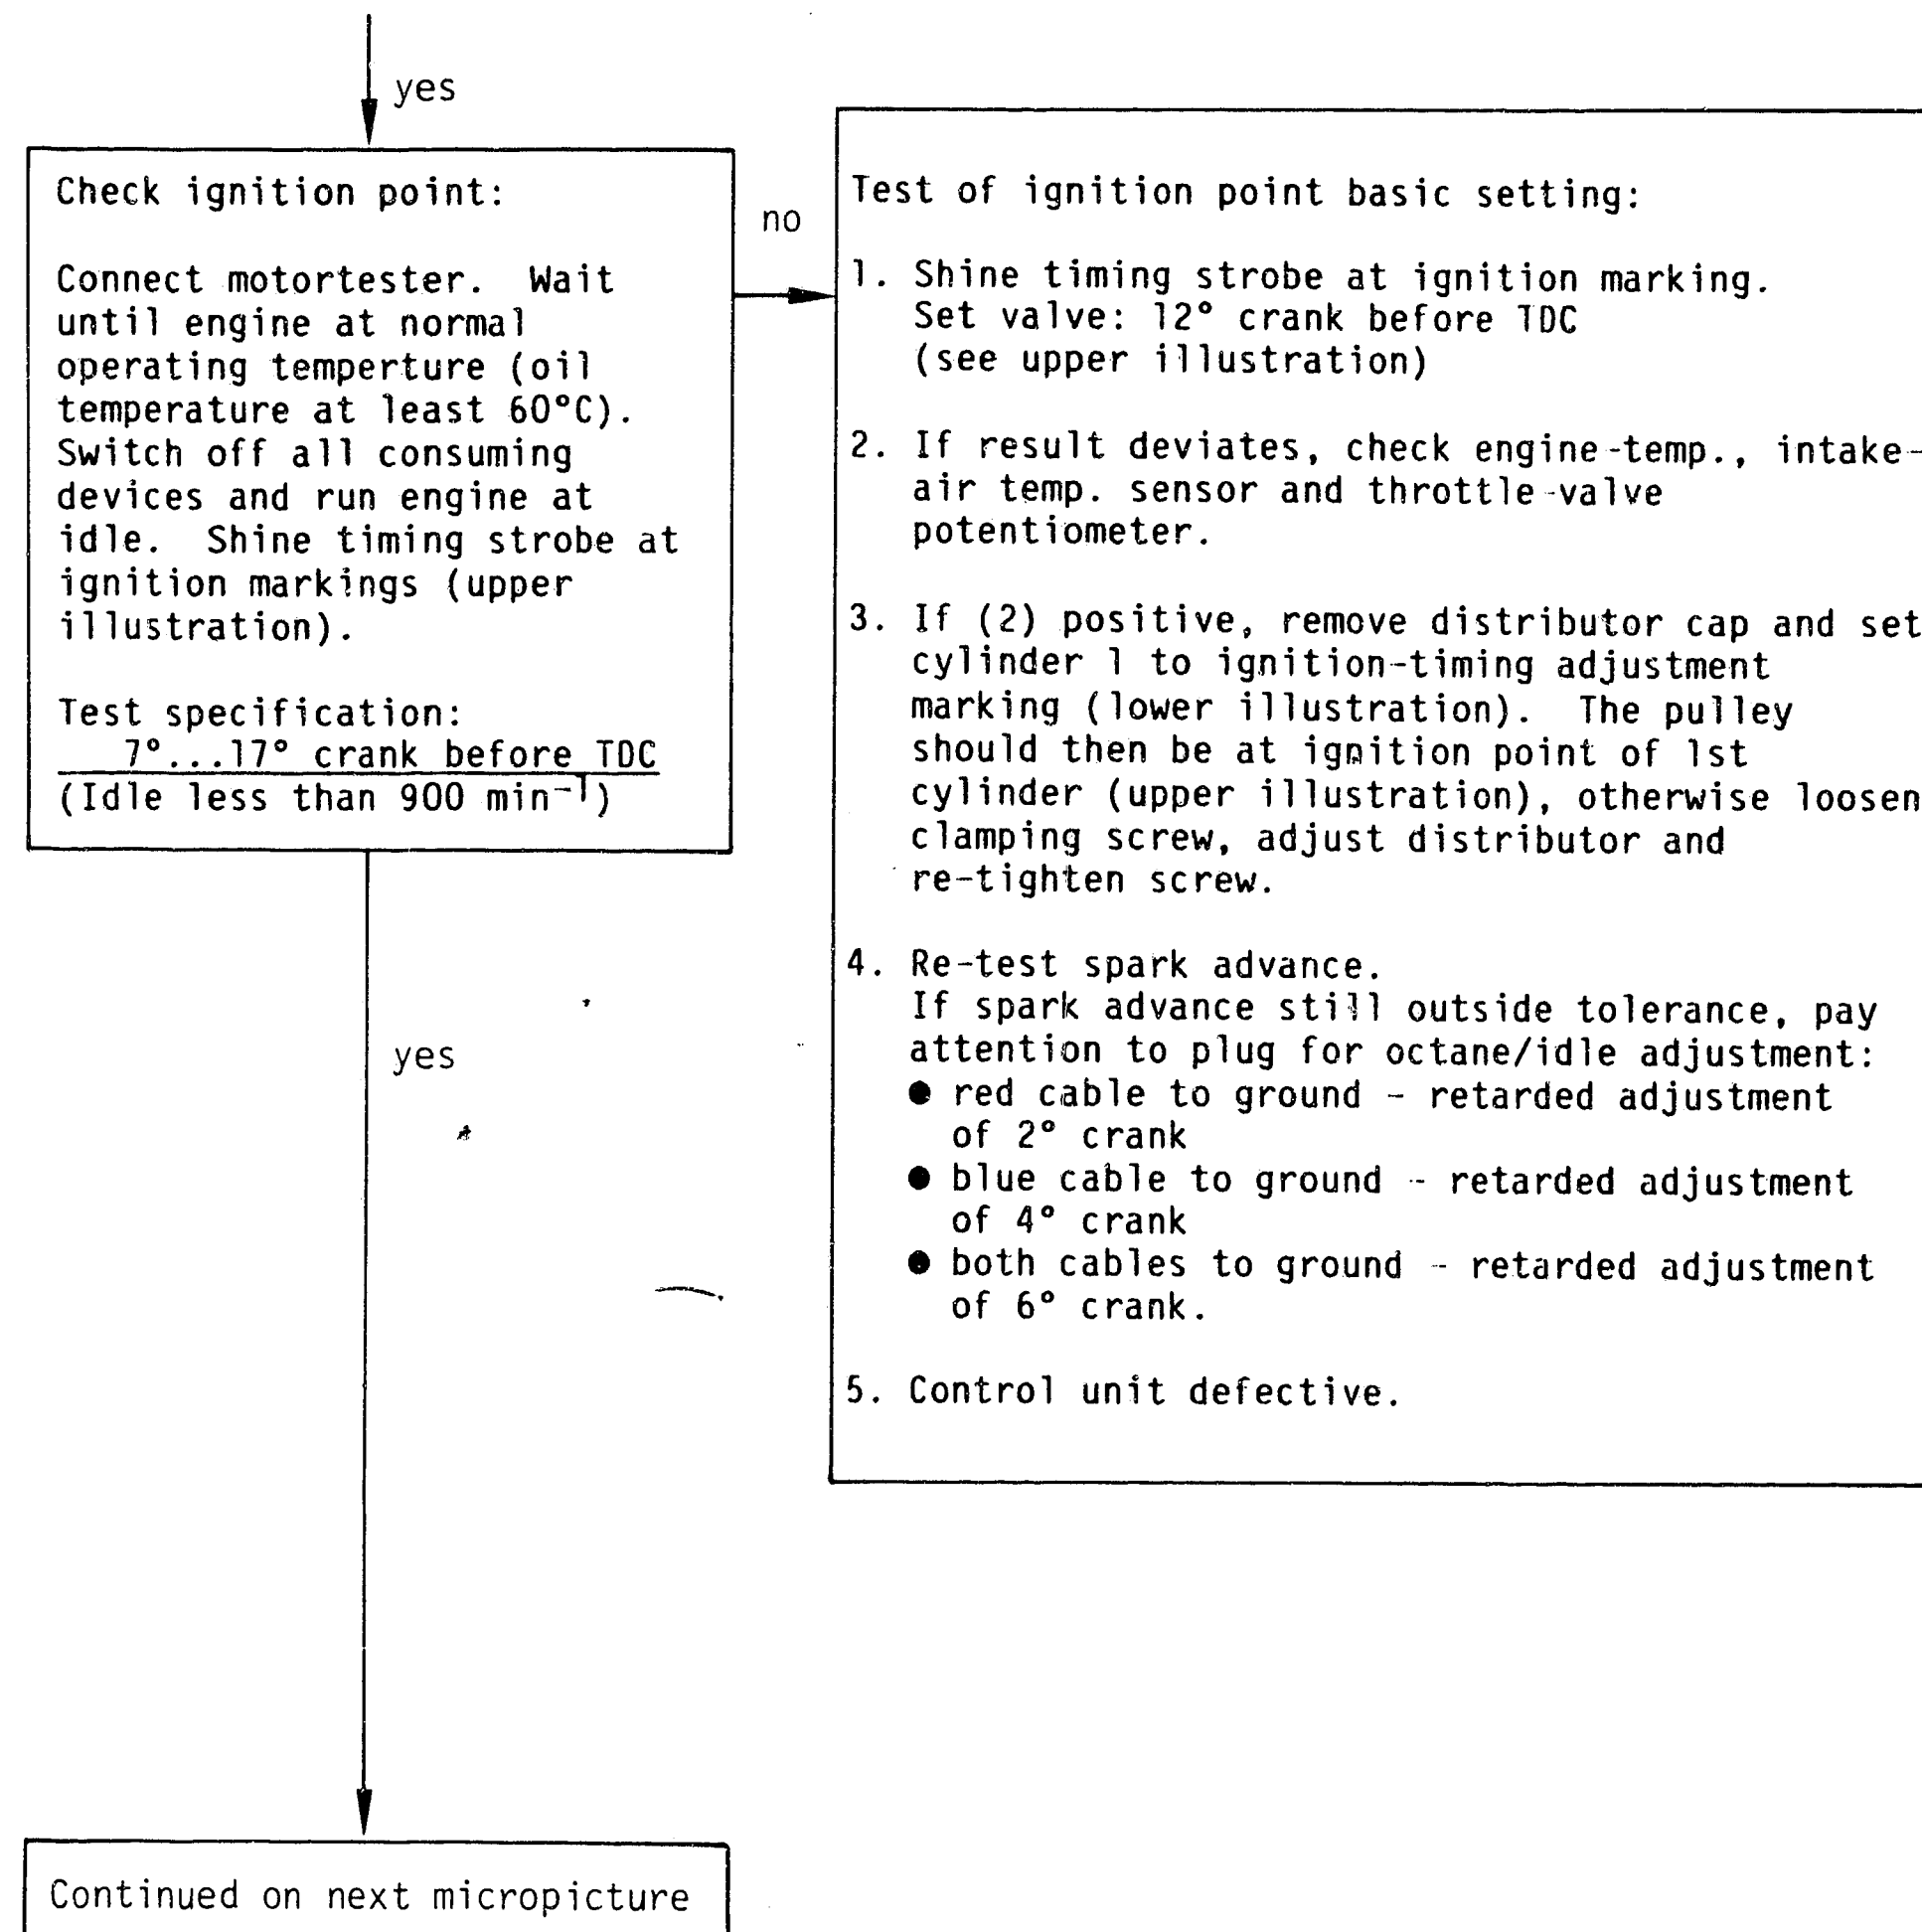 yes
Check ignition point:
Connect motortester.  Wait
until engine at normal
operating temperture (oil
temperature at least 60°C).
Switch off all consuming
devices and run engine at
idle.  Shine timing strobe at
ignition markings (upper
illustration).
Test specification:
7°...17° crank before TDC
(Idle less than 900 min⁻¹)
no
Test of ignition point basic setting:
1. Shine timing strobe at ignition marking.
Set valve: 12° crank before TDC
(see upper illustration)
2. If result deviates, check engine-temp., intake-
air temp. sensor and throttle-valve
potentiometer.
3. If (2) positive, remove distributor cap and set
cylinder 1 to ignition-timing adjustment
marking (lower illustration).  The pulley
should then be at ignition point of 1st
cylinder (upper illustration), otherwise loosen
clamping screw, adjust distributor and
re-tighten screw.
4. Re-test spark advance.
If spark advance still outside tolerance, pay
attention to plug for octane/idle adjustment:
● red cable to ground - retarded adjustment
of 2° crank
● blue cable to ground - retarded adjustment
of 4° crank
● both cables to ground - retarded adjustment
of 6° crank.
5. Control unit defective.
yes
Continued on next micropicture